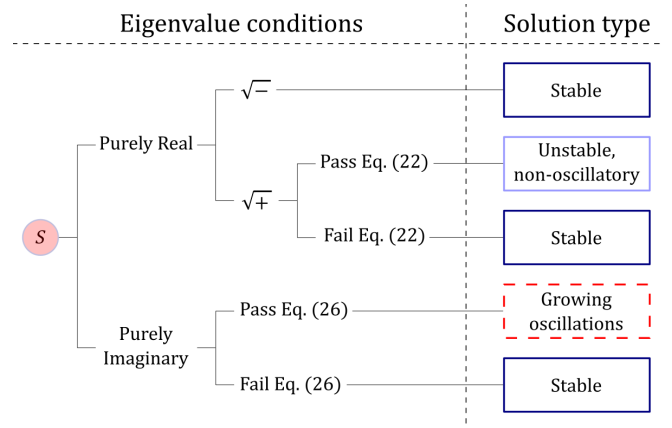 Eigenvalue conditions
Solution type
√−
Stable
Purely Real
Pass Eq. (22)
Unstable,
non-oscillatory
√+
S
Fail Eq. (22)
Stable
Pass Eq. (26)
Growing
oscillations
Purely
Imaginary
Fail Eq. (26)
Stable